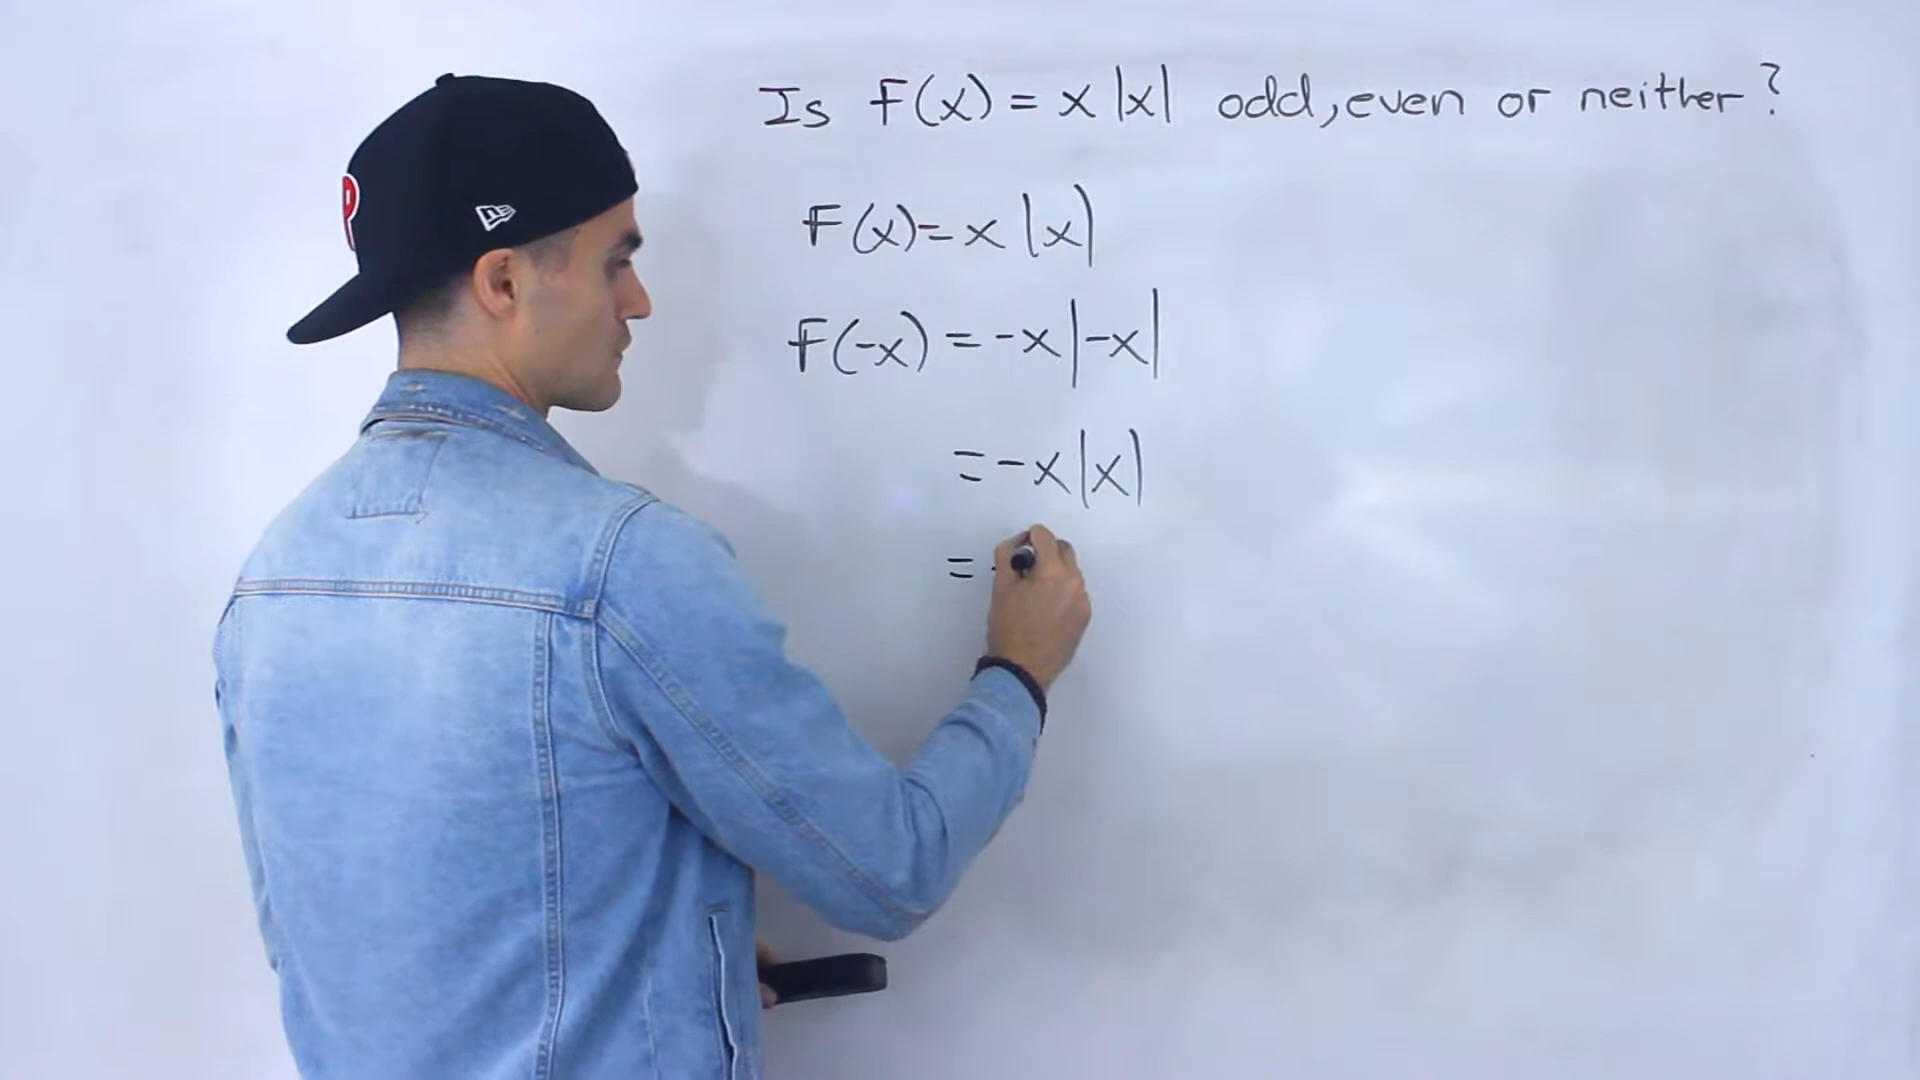 Is F(x) = x |x| odd, even or neither?
F(x) = x |x|
F(-x) = -x|-x|
= -x|x|
=
P